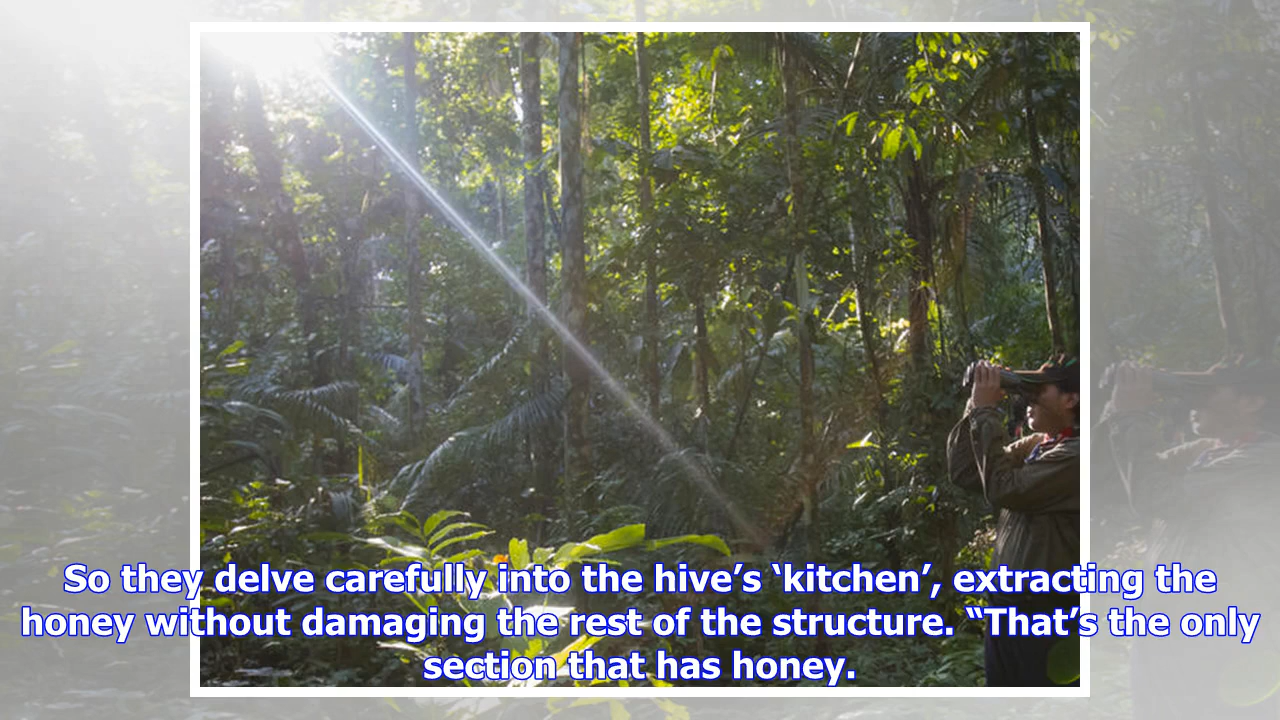 So they delve carefully into the hive’s ‘kitchen’, extracting the
honey without damaging the rest of the structure. “That’s the only
section that has honey.